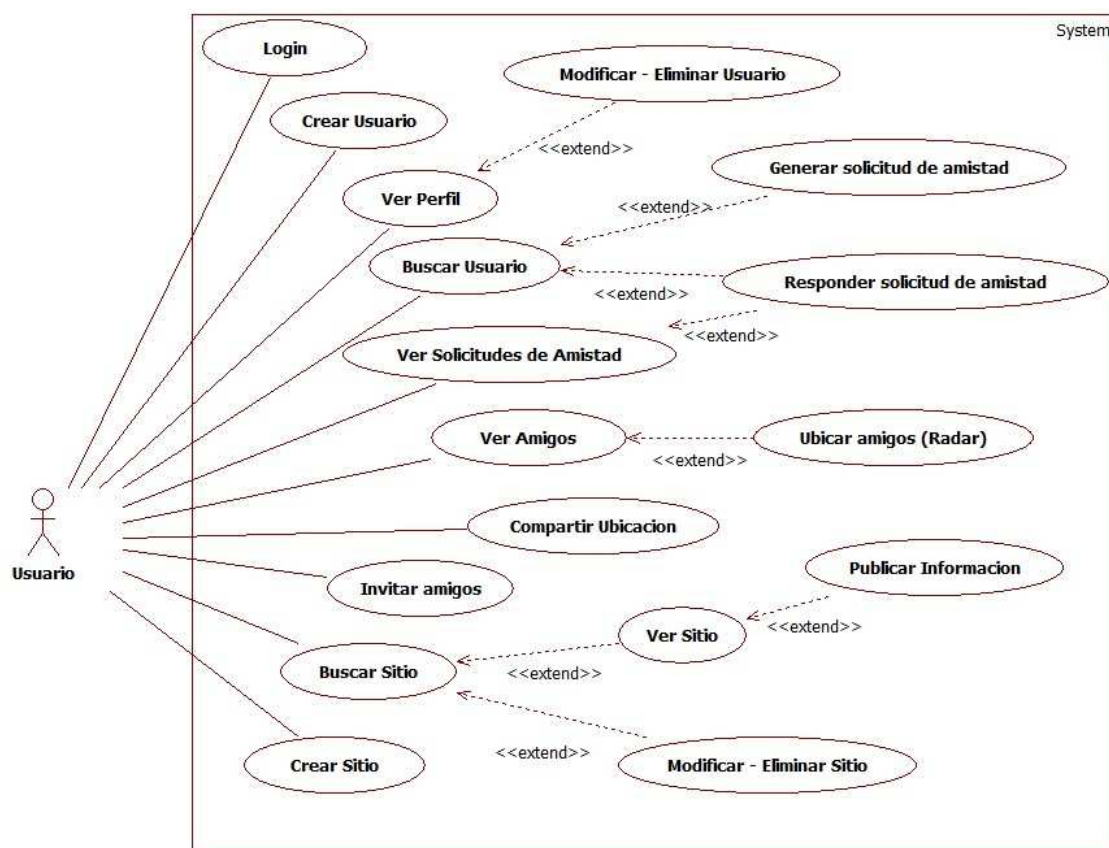 System
Login
Modificar - Eliminar Usuario
Crear Usuario
<<extend>>
Generar solicitud de amistad
Ver Perfil
<<extend>>
Buscar Usuario
Responder solicitud de amistad
<<extend>>
Ver Solicitudes de Amistad
<<extend>>
Ver Amigos
Ubicar amigos (Radar)
<<extend>>
Compartir Ubicacion
Usuario
Publicar Informacion
Invitar amigos
Ver Sitio
<<extend>>
Buscar Sitio
<<extend>>
<<extend>>
Crear Sitio
Modificar - Eliminar Sitio